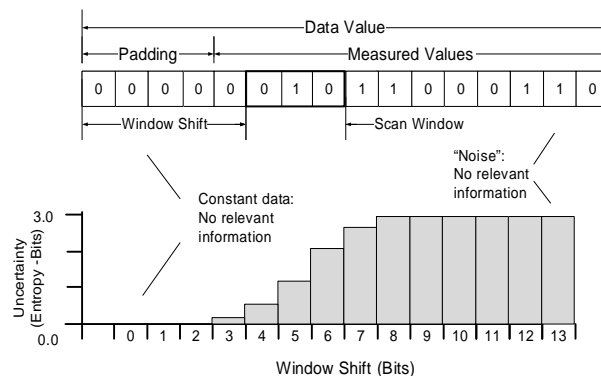 Data Value
Padding
Measured Values
0 0 0 0 0 0 1 0 1 1 0 0 0 1 1 0
Window Shift
Scan Window
“Noise”:
No relevant
information
Constant data:
No relevant
information
3.0
0.0
Uncertainty
(Entropy -Bits)
0 1 2 3 4 5 6 7 8 9 10 11 12 13
Window Shift (Bits)